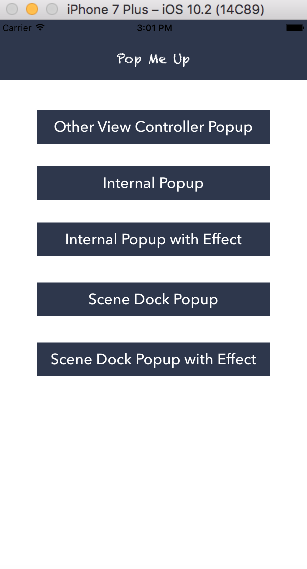 iPhone 7 Plus – iOS 10.2 (14C89)
Carrier 3:01 PM
Pop Me Up
Other View Controller Popup
Internal Popup
Internal Popup with Effect
Scene Dock Popup
Scene Dock Popup with Effect